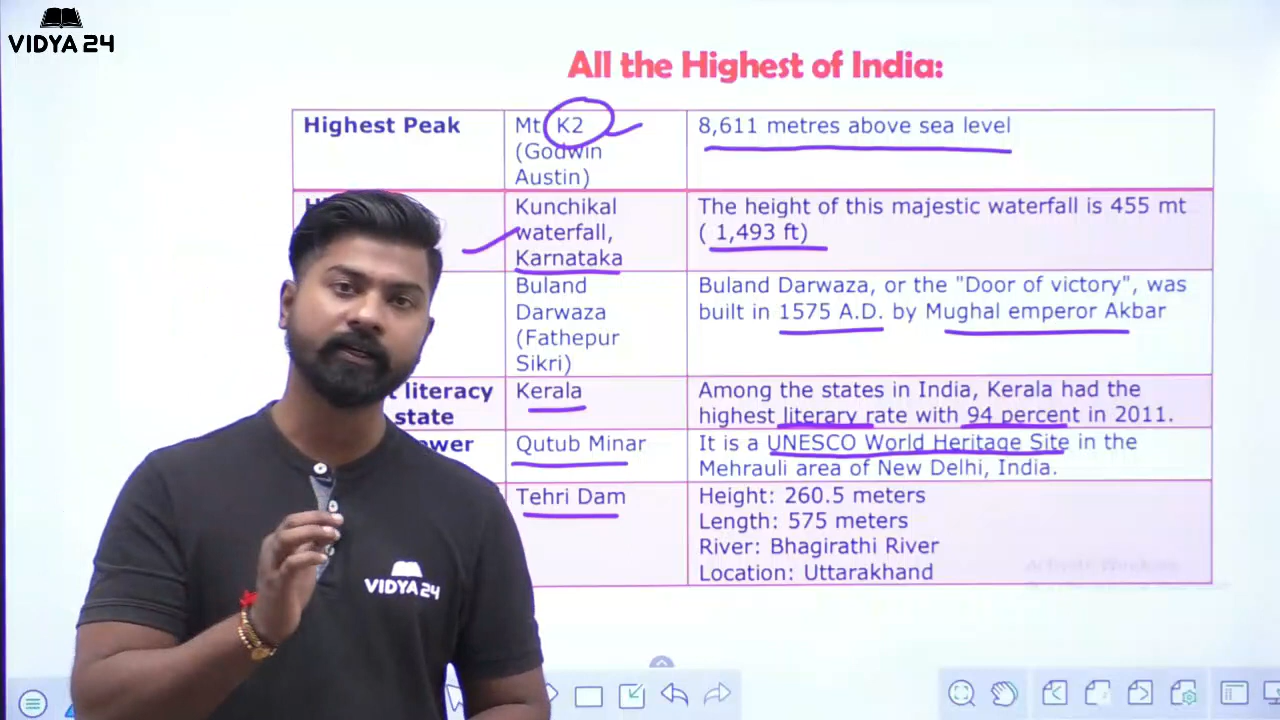 VIDYA 24
All the Highest of India:
Highest Peak
Mt K2
(Godwin
Austin)
8,611 metres above sea level
Kunchikal
waterfall,
Karnataka
The height of this majestic waterfall is 455 mt
( 1,493 ft)
Buland
Darwaza
(Fathepur
Sikri)
Buland Darwaza, or the "Door of victory", was
built in 1575 A.D. by Mughal emperor Akbar
literacy
state
Kerala
Among the states in India, Kerala had the
highest literary rate with 94 percent in 2011.
Qutub Minar
It is a UNESCO World Heritage Site in the
Mehrauli area of New Delhi, India.
Tehri Dam
Height: 260.5 meters
Length: 575 meters
River: Bhagirathi River
Location: Uttarakhand
VIDYA 24